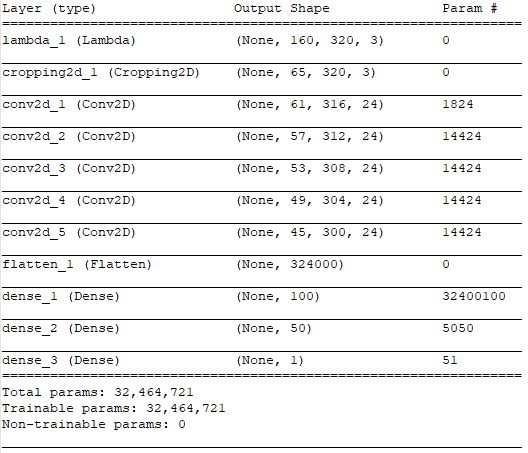 Layer (type) Output Shape Param #
lambda_1 (Lambda) (None, 160, 320, 3) 0
cropping2d_1 (Cropping2D) (None, 65, 320, 3) 0
conv2d_1 (Conv2D) (None, 61, 316, 24) 1824
conv2d_2 (Conv2D) (None, 57, 312, 24) 14424
conv2d_3 (Conv2D) (None, 53, 308, 24) 14424
conv2d_4 (Conv2D) (None, 49, 304, 24) 14424
conv2d_5 (Conv2D) (None, 45, 300, 24) 14424
flatten_1 (Flatten) (None, 324000) 0
dense_1 (Dense) (None, 100) 32400100
dense_2 (Dense) (None, 50) 5050
dense_3 (Dense) (None, 1) 51
Total params: 32,464,721
Trainable params: 32,464,721
Non-trainable params: 0